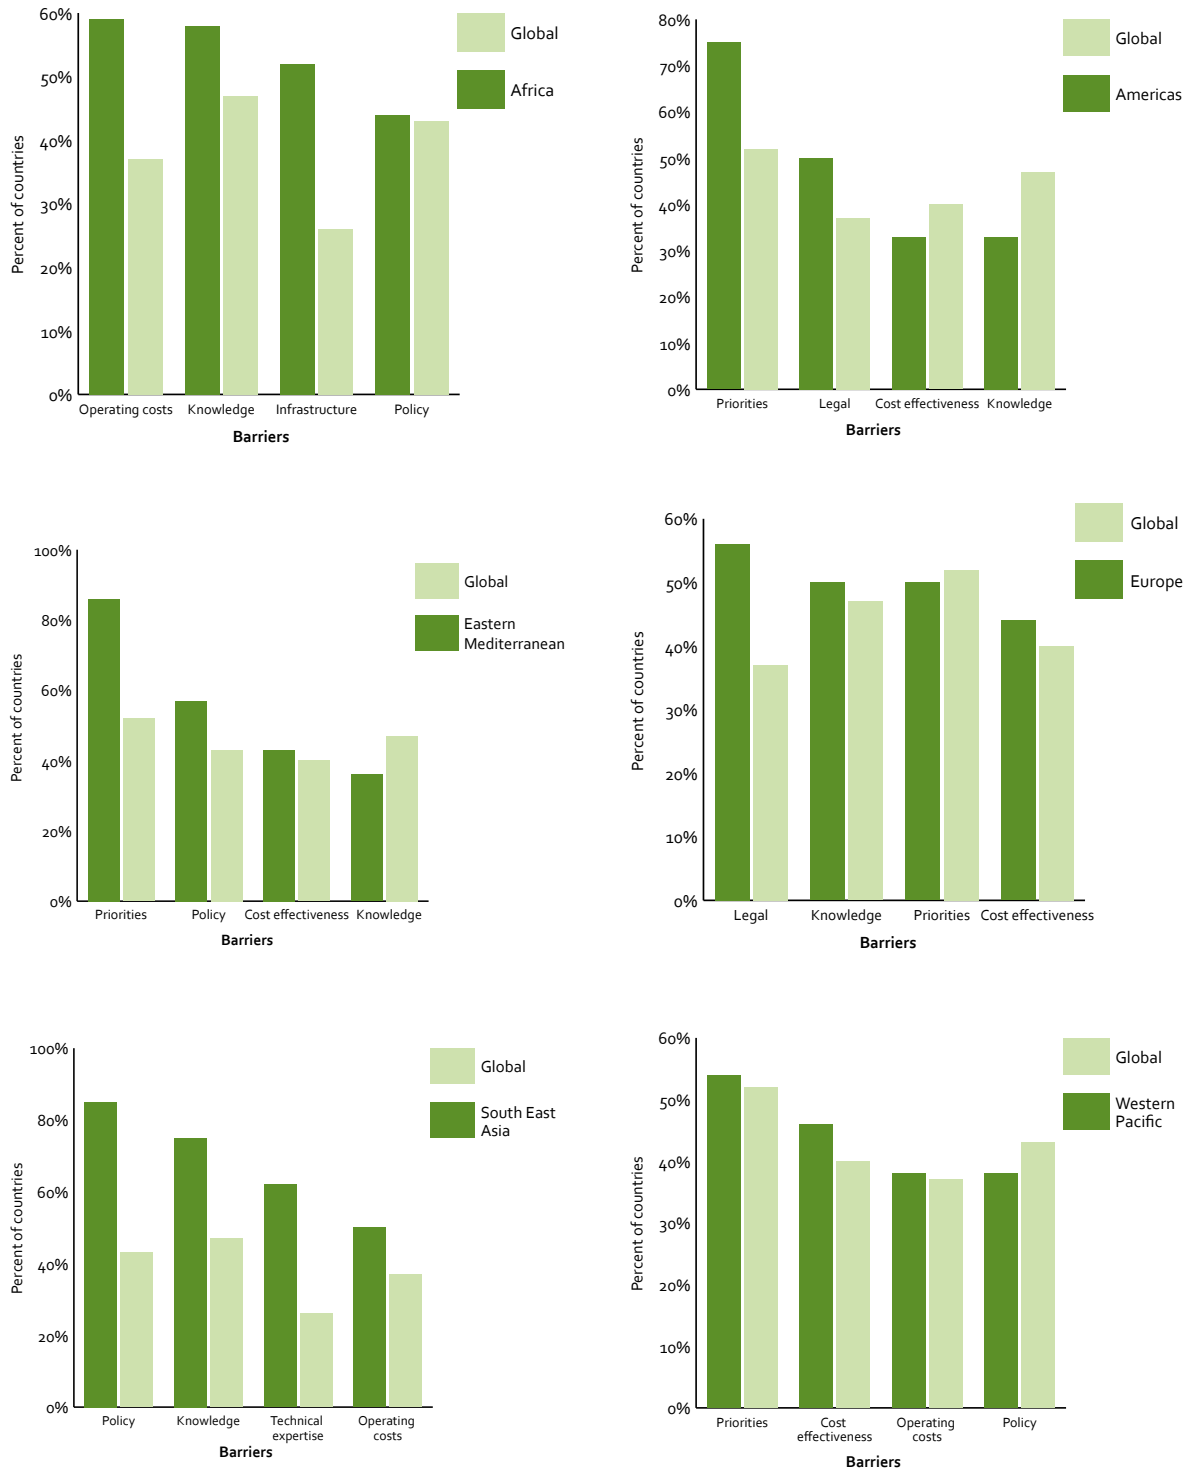 60%
50%
40%
30%
20%
10%
0%
Percent of countries
Global
Africa
Operating costs Knowledge Infrastructure Policy
Barriers
80%
70%
60%
50%
40%
30%
20%
10%
0%
Percent of countries
Global
Americas
Priorities Legal Cost effectiveness Knowledge
Barriers
100%
80%
60%
40%
20%
0%
Percent of countries
Global
Eastern
Mediterranean
Priorities Policy Cost effectiveness Knowledge
Barriers
60%
50%
40%
30%
20%
10%
0%
Percent of countries
Global
Europe
Legal Knowledge Priorities Cost effectiveness
Barriers
100%
80%
60%
40%
20%
0%
Percent of countries
Global
South East
Asia
Policy Knowledge Technical Operating
expertise costs
Barriers
60%
50%
40%
30%
20%
10%
0%
Percent of countries
Global
Western
Pacific
Priorities Cost Operating Policy
effectiveness costs
Barriers